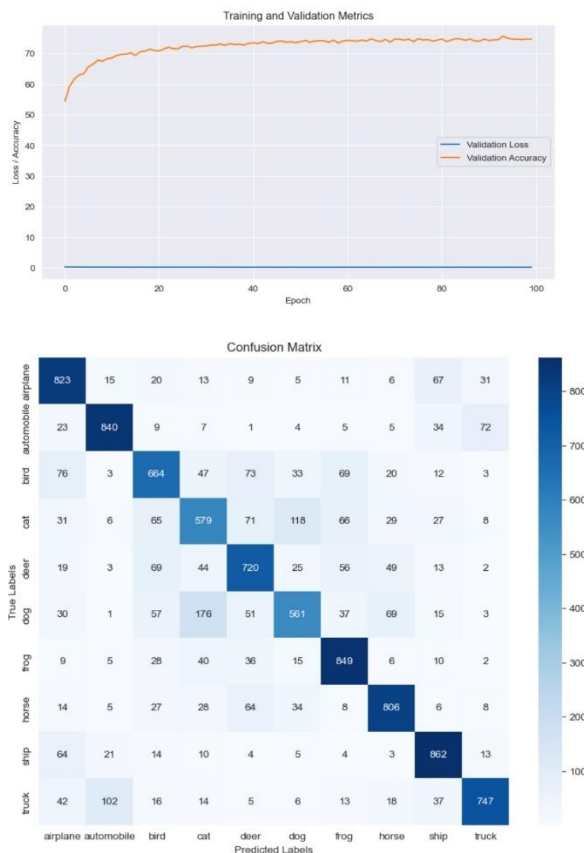 Training and Validation Metrics
70
60
50
40
30
20
10
0
Loss / Accuracy
Validation Loss
Validation Accuracy
0 20 40 60 80 100
Epoch
Confusion Matrix
airplane 823 15 20 13 9 5 11 6 67 31
automobile 23 840 9 7 1 4 5 5 34 72
bird 76 3 664 47 73 33 69 20 12 3
cat 31 6 65 579 71 118 66 29 27 8
deer 19 3 69 44 720 25 56 49 13 2
dog 30 1 57 176 51 561 37 69 15 3
frog 9 5 28 40 36 15 849 6 10 2
horse 14 5 27 28 64 34 8 806 6 8
ship 64 21 14 10 4 5 4 3 862 13
truck 42 102 16 14 5 6 13 18 37 747
True Labels
airplane automobile bird cat deer dog frog horse ship truck
Predicted Labels
800
700
600
500
400
300
200
100